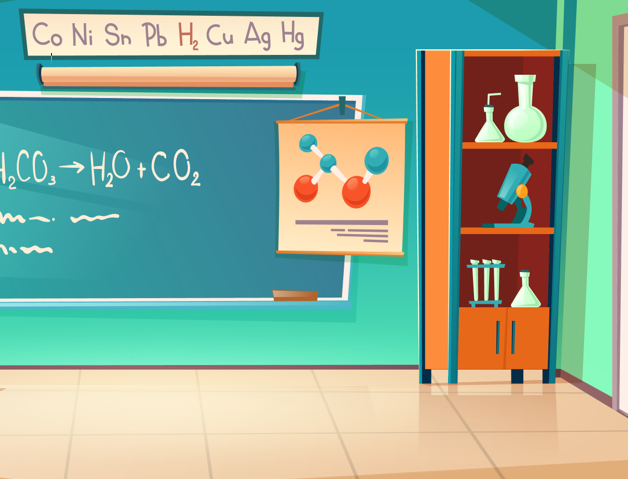 Co Ni Sn Pb H₂ Cu Ag Hg
H₂CO₃ → H₂O + CO₂